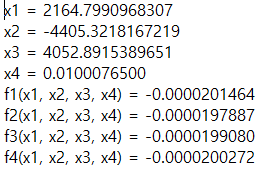 x1 = 2164.7990968307
x2 = -4405.3218167219
x3 = 4052.8915389651
x4 = 0.0100076500
f1(x1, x2, x3, x4) = -0.0000201464
f2(x1, x2, x3, x4) = -0.0000197887
f3(x1, x2, x3, x4) = -0.0000199080
f4(x1, x2, x3, x4) = -0.0000200272